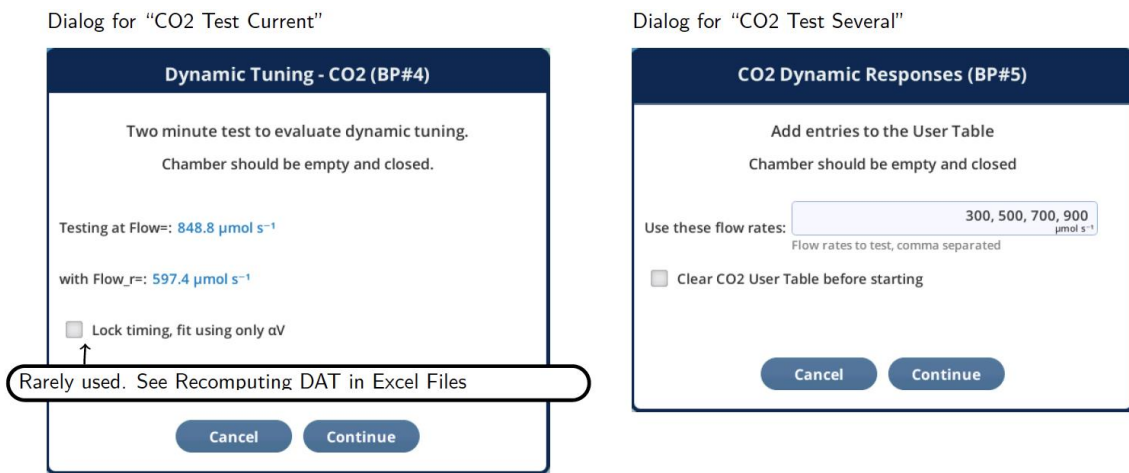 Dialog for “CO2 Test Current”
Dynamic Tuning - CO2 (BP#4)
Two minute test to evaluate dynamic tuning.
Chamber should be empty and closed.
Testing at Flow=: 848.8 µmol s⁻¹
with Flow_r=: 597.4 µmol s⁻¹
Lock timing, fit using only αV
Rarely used. See Recomputing DAT in Excel Files
Cancel
Continue
Dialog for “CO2 Test Several”
CO2 Dynamic Responses (BP#5)
Add entries to the User Table
Chamber should be empty and closed
Use these flow rates: 300, 500, 700, 900
µmol s⁻¹
Flow rates to test, comma separated
Clear CO2 User Table before starting
Cancel
Continue